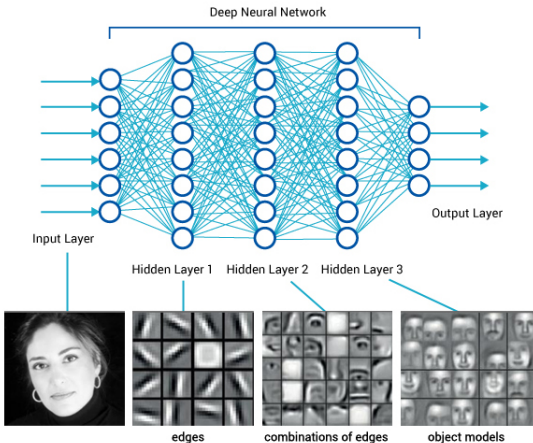 Deep Neural Network
Input Layer
Output Layer
Hidden Layer 1
Hidden Layer 2
Hidden Layer 3
edges
combinations of edges
object models